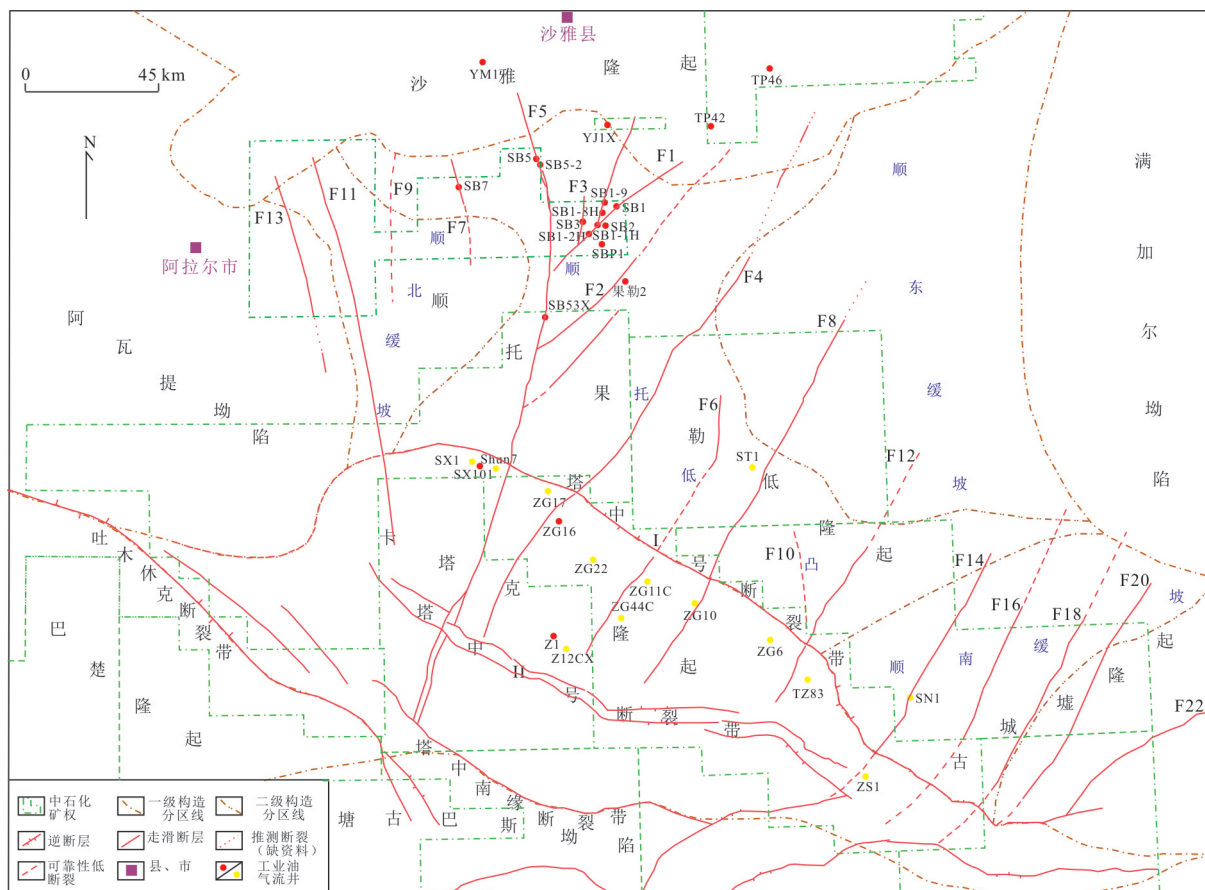 沙雅县
0 45 km
沙雅隆起
YM1
TP46
N
F5
TP42
YJ1X
F1
满加尔坳陷
SB5
SB5-2
F9
SB7
F3
SB1-9
F11
SB1-8H
SB1
F13
SB3
SB2
F7
SB1-2H
SB1-1H
SBP1
阿拉尔市
顺北缓坡
顺托果勒低隆起
顺托低凸
顺东缓坡
F2
果勒2
F4
SB53X
F8
阿瓦提坳陷
F6
SX1
Shun7
SX101
ST1
F12
ZG17
ZG16
塔中I号断裂带
F10
ZG22
ZG11C
ZG44C
ZG10
F14
F20
F16
F18
吐木休克断裂带
卡塔克隆起
Z1
Z12CX
ZG6
TZ83
SN1
顺南缓坡
F22
巴楚隆起
塔中II号断裂带
古城墟隆起
塔中南缘断裂带
ZS1
塘古巴斯坳陷
中石化矿权
一级构造分区线
二级构造分区线
逆断层
走滑断层
推测断裂（缺资料）
可靠性低断裂
县、市
工业油气流井